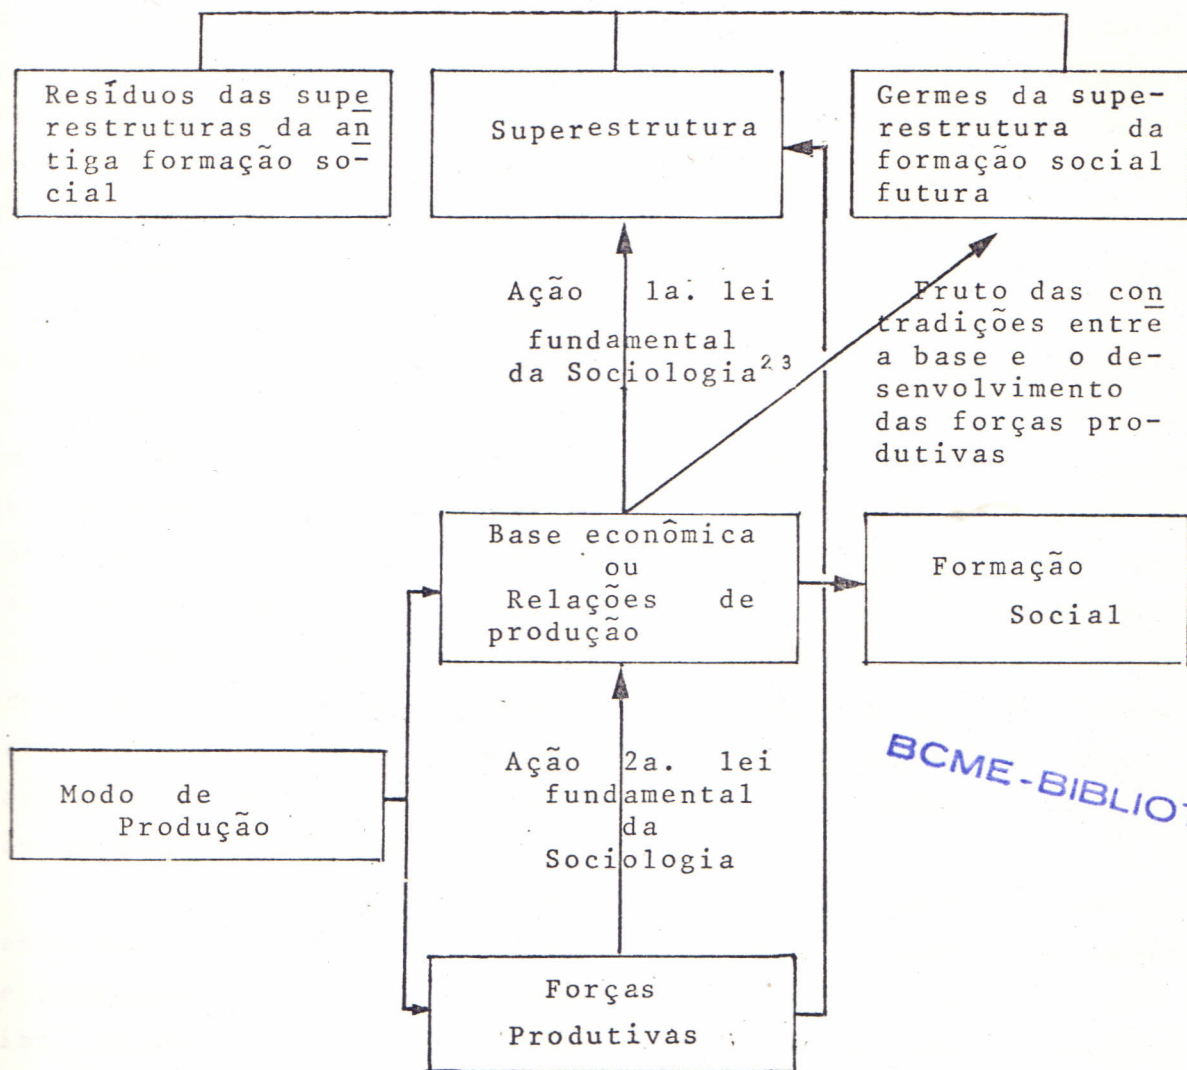 Resíduos das supe
restruturas da an
tiga formação so-
cial
Superestrutura
Germes da supe-
restrutura da
formação social
futura
Ação 1a. lei
fundamental
da Sociologia²³
Fruto das con
tradições entre
a base e o de-
senvolvimento
das forças pro-
dutivas
Base econômica
ou
Relações de
produção
Formação
Social
Modo de
Produção
Ação 2a. lei
fundamental
da
Sociologia
BCME-BIBLIOT
Forças
Produtivas